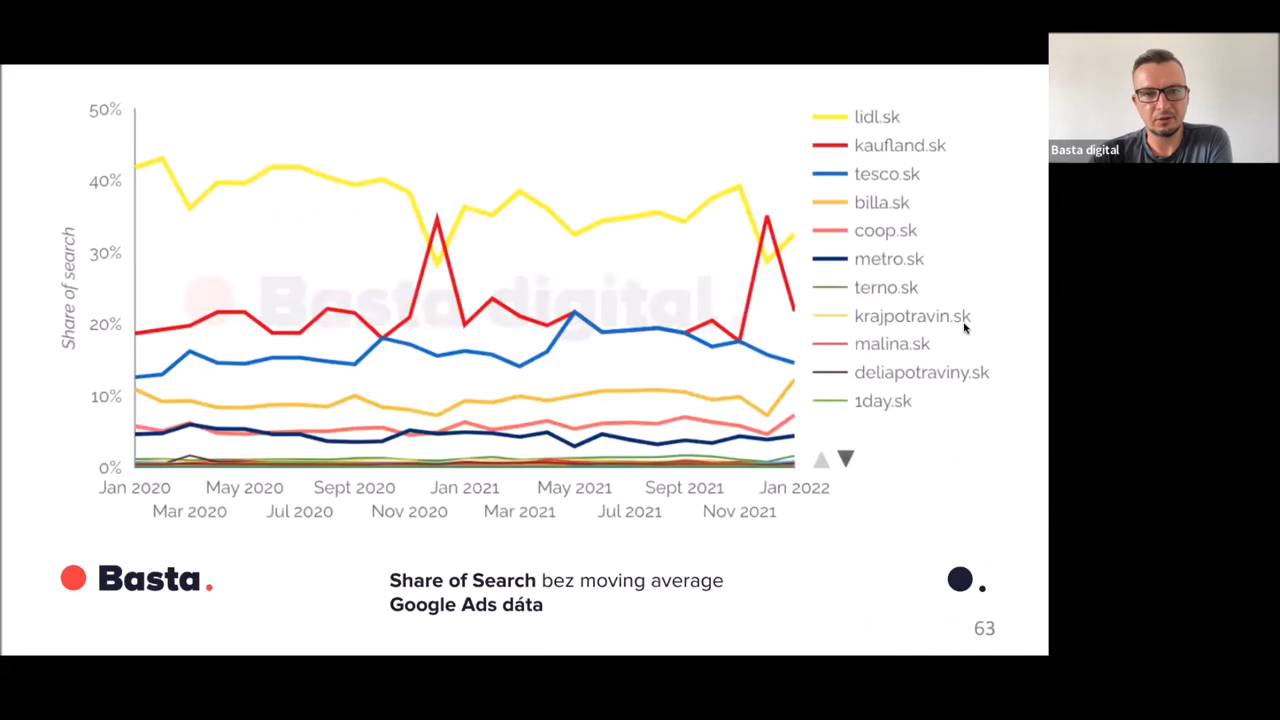 50%
40%
30%
20%
10%
0%
Share of search
Basta digital
Jan 2020
May 2020
Sept 2020
Jan 2021
May 2021
Sept 2021
Jan 2022
Mar 2020
Jul 2020
Nov 2020
Mar 2021
Jul 2021
Nov 2021
lidl.sk
kaufland.sk
tesco.sk
billa.sk
coop.sk
metro.sk
terno.sk
krajpotravin.sk
malina.sk
deliapotraviny.sk
1day.sk
Basta.
Share of Search bez moving average
Google Ads dáta
63
Basta digital